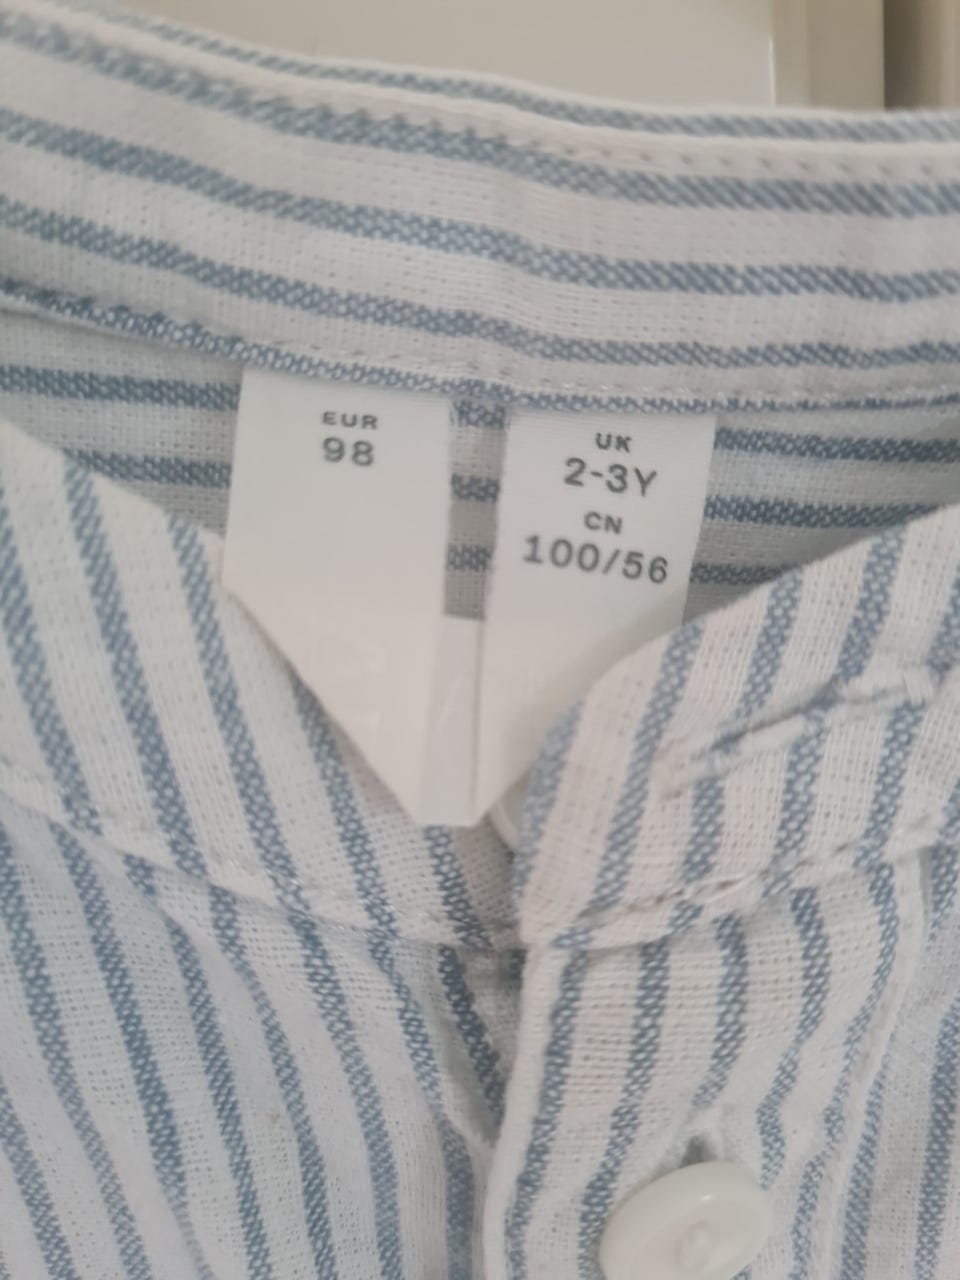 EUR
98
UK
2-3Y
CN
100/56